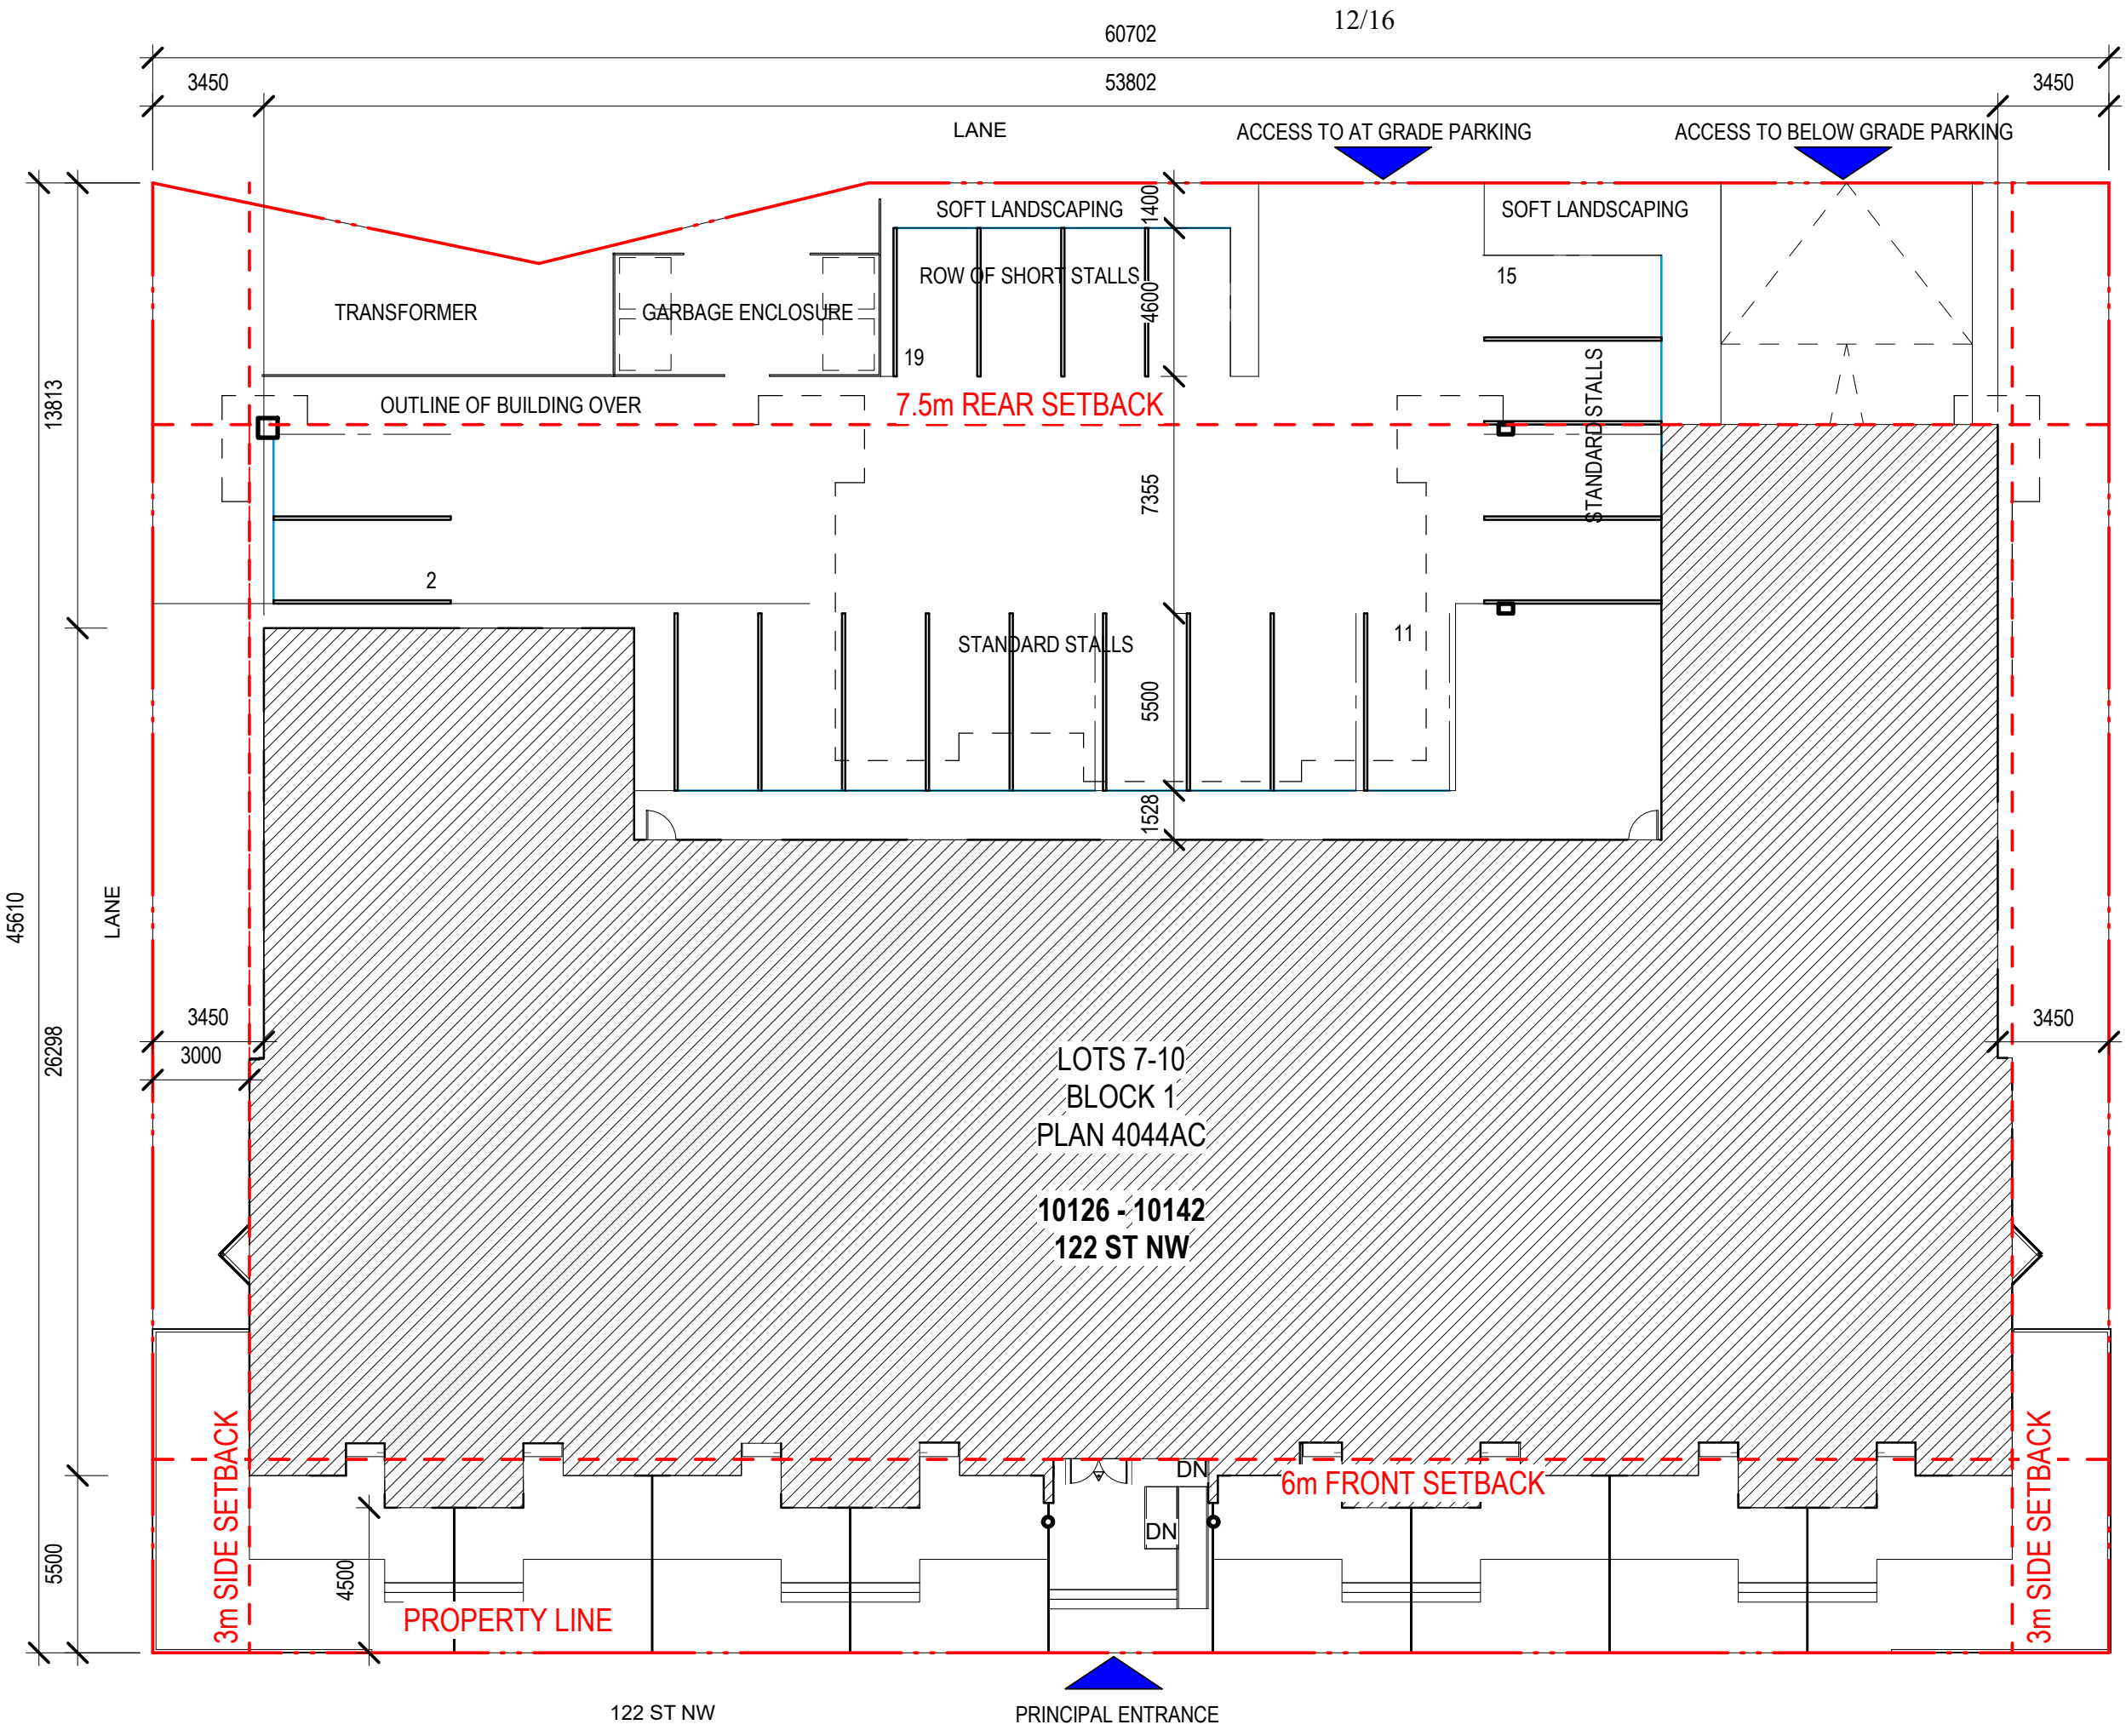 12/16
60702
3450
53802
3450
LANE
ACCESS TO AT GRADE PARKING
ACCESS TO BELOW GRADE PARKING
1400
SOFT LANDSCAPING
SOFT LANDSCAPING
ROW OF SHORT STALLS
15
4600
TRANSFORMER
GARBAGE ENCLOSURE
19
STANDARD STALLS
13813
OUTLINE OF BUILDING OVER
7.5m REAR SETBACK
7355
2
11
STANDARD STALLS
5500
1528
45610
LANE
26298
3450
3000
3450
LOTS 7-10
BLOCK 1
PLAN 4044AC
10126 - 10142
122 ST NW
3m SIDE SETBACK
3m SIDE SETBACK
DN
6m FRONT SETBACK
DN
5500
4500
PROPERTY LINE
122 ST NW
PRINCIPAL ENTRANCE